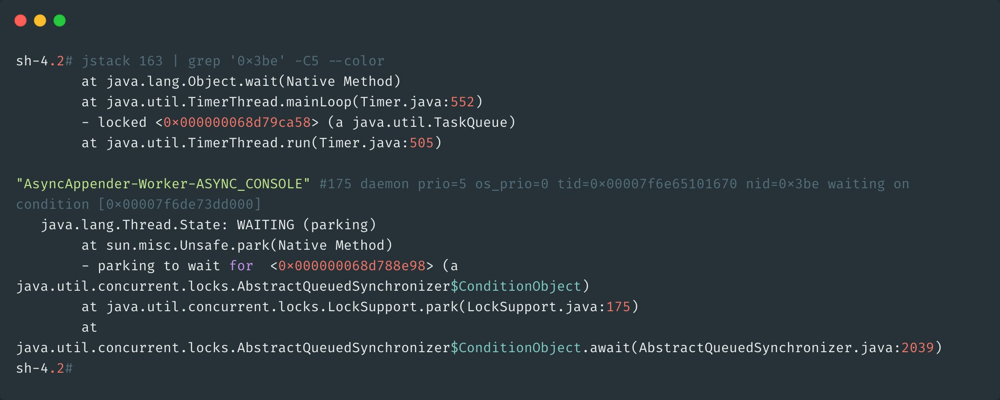 sh-4.2# jstack 163 | grep '0x3be' -C5 --color
        at java.lang.Object.wait(Native Method)
        at java.util.TimerThread.mainLoop(Timer.java:552)
        - locked <0x000000068d79ca58> (a java.util.TaskQueue)
        at java.util.TimerThread.run(Timer.java:505)

"AsyncAppender-Worker-ASYNC_CONSOLE" #175 daemon prio=5 os_prio=0 tid=0x00007f6e65101670 nid=0x3be waiting on
condition [0x00007f6de73dd000]
   java.lang.Thread.State: WAITING (parking)
        at sun.misc.Unsafe.park(Native Method)
        - parking to wait for  <0x000000068d788e98> (a
java.util.concurrent.locks.AbstractQueuedSynchronizer$ConditionObject)
        at java.util.concurrent.locks.LockSupport.park(LockSupport.java:175)
        at
java.util.concurrent.locks.AbstractQueuedSynchronizer$ConditionObject.await(AbstractQueuedSynchronizer.java:2039)
sh-4.2#